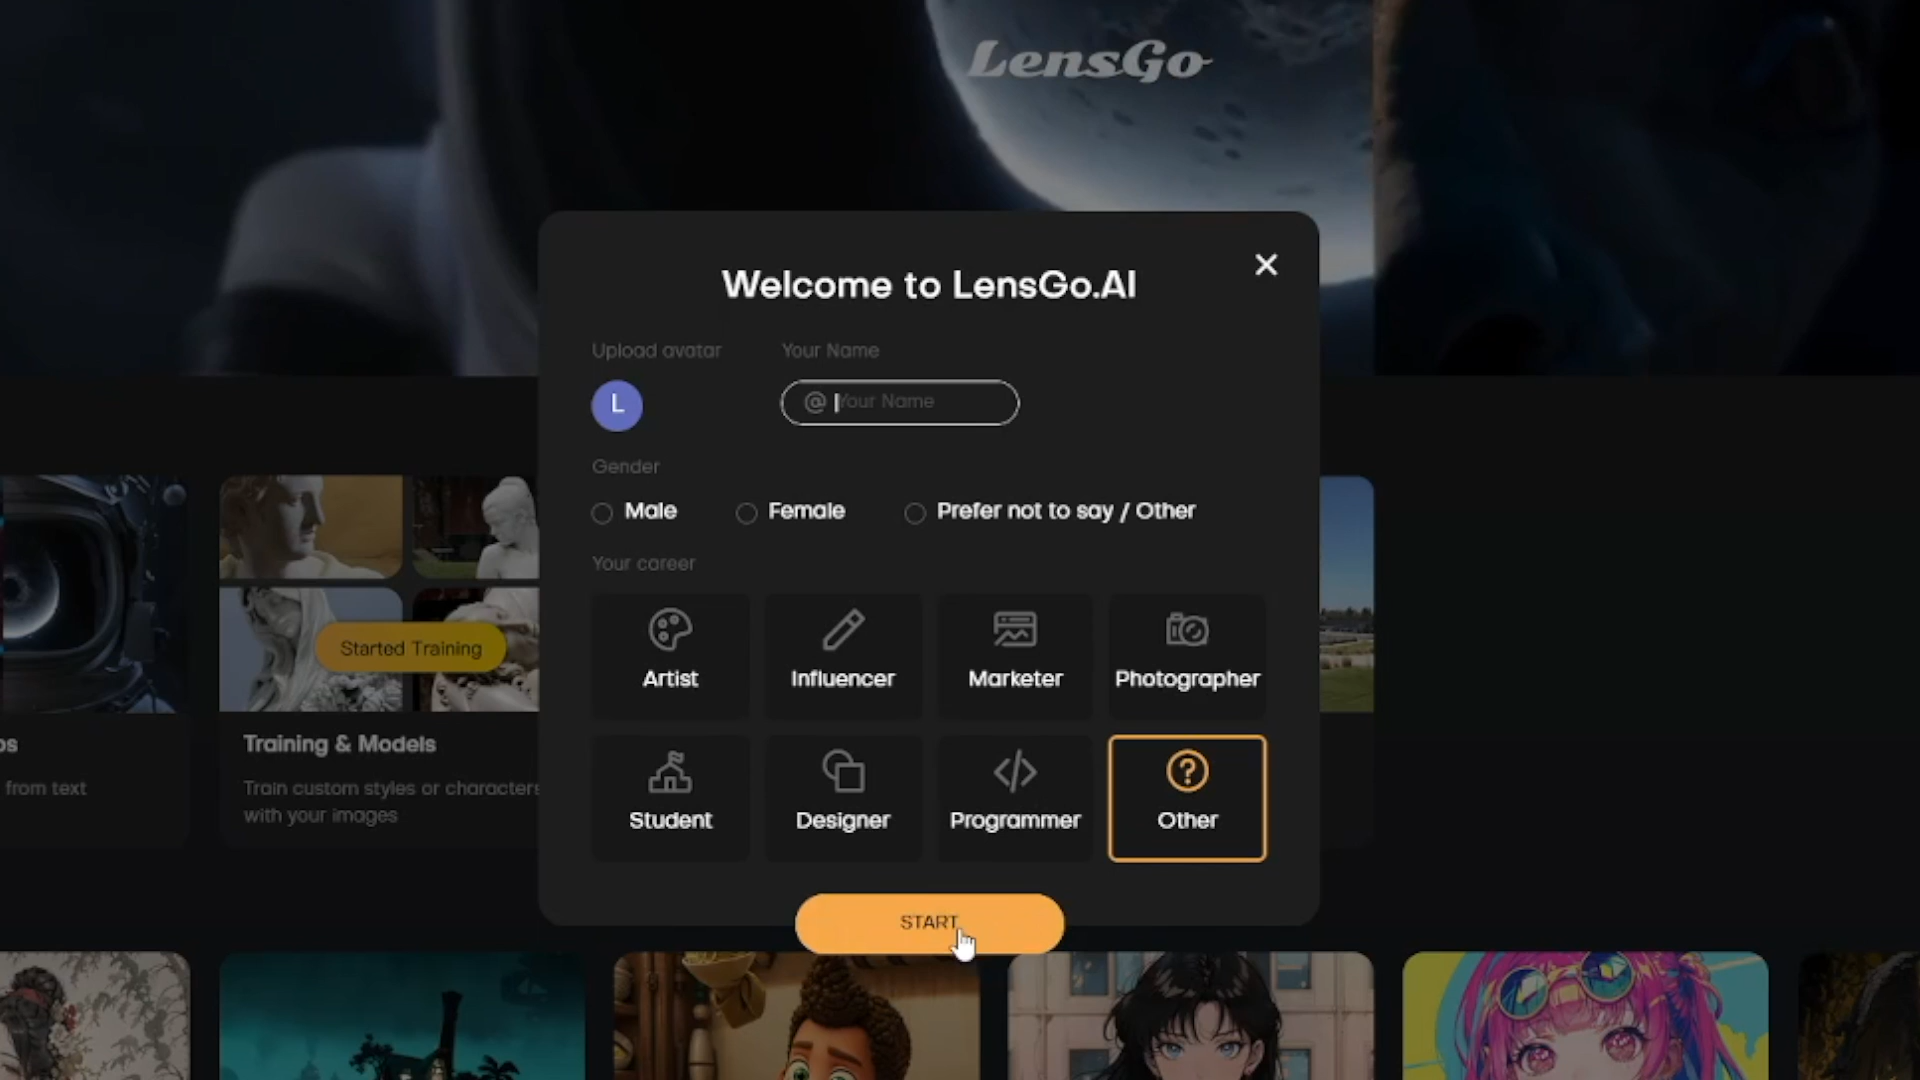 LensGo
Welcome to LensGo.AI
Upload avatar
Your Name
L
@ Your Name
Gender
Male
Female
Prefer not to say / Other
Your career
Artist
Influencer
Marketer
Photographer
Student
Designer
Programmer
Other
START
Started Training
Training & Models
Train custom styles or characters
with your images
from text